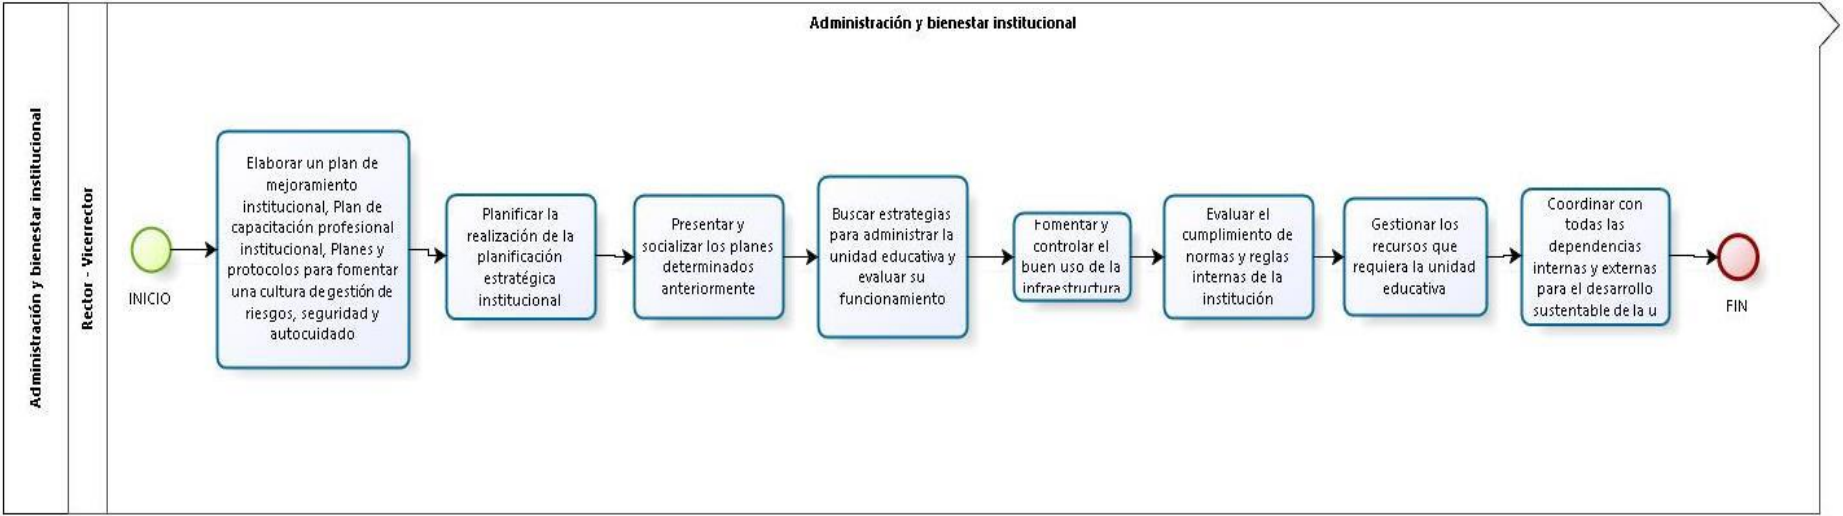 Administración y bienestar institucional
Administración y bienestar institucional
Rector - Vicerrector
INICIO
Elaborar un plan de
mejoramiento
institucional, Plan de
capacitación profesional
institucional, Planes y
protocolos para fomentar
una cultura de gestión de
riesgos, seguridad y
autocuidado
Planificar la
realización de la
planificación
estratégica
institucional
Presentar y
socializar los planes
determinados
anteriormente
Buscar estrategias
para administrar la
unidad educativa y
evaluar su
funcionamiento
Fomentar y
controlar el
buen uso de la
infraestructura
Evaluar el
cumplimiento de
normas y reglas
internas de la
institución
Gestionar los
recursos que
requiera la unidad
educativa
Coordinar con
todas las
dependencias
internas y externas
para el desarrollo
sustentable de la u
FIN